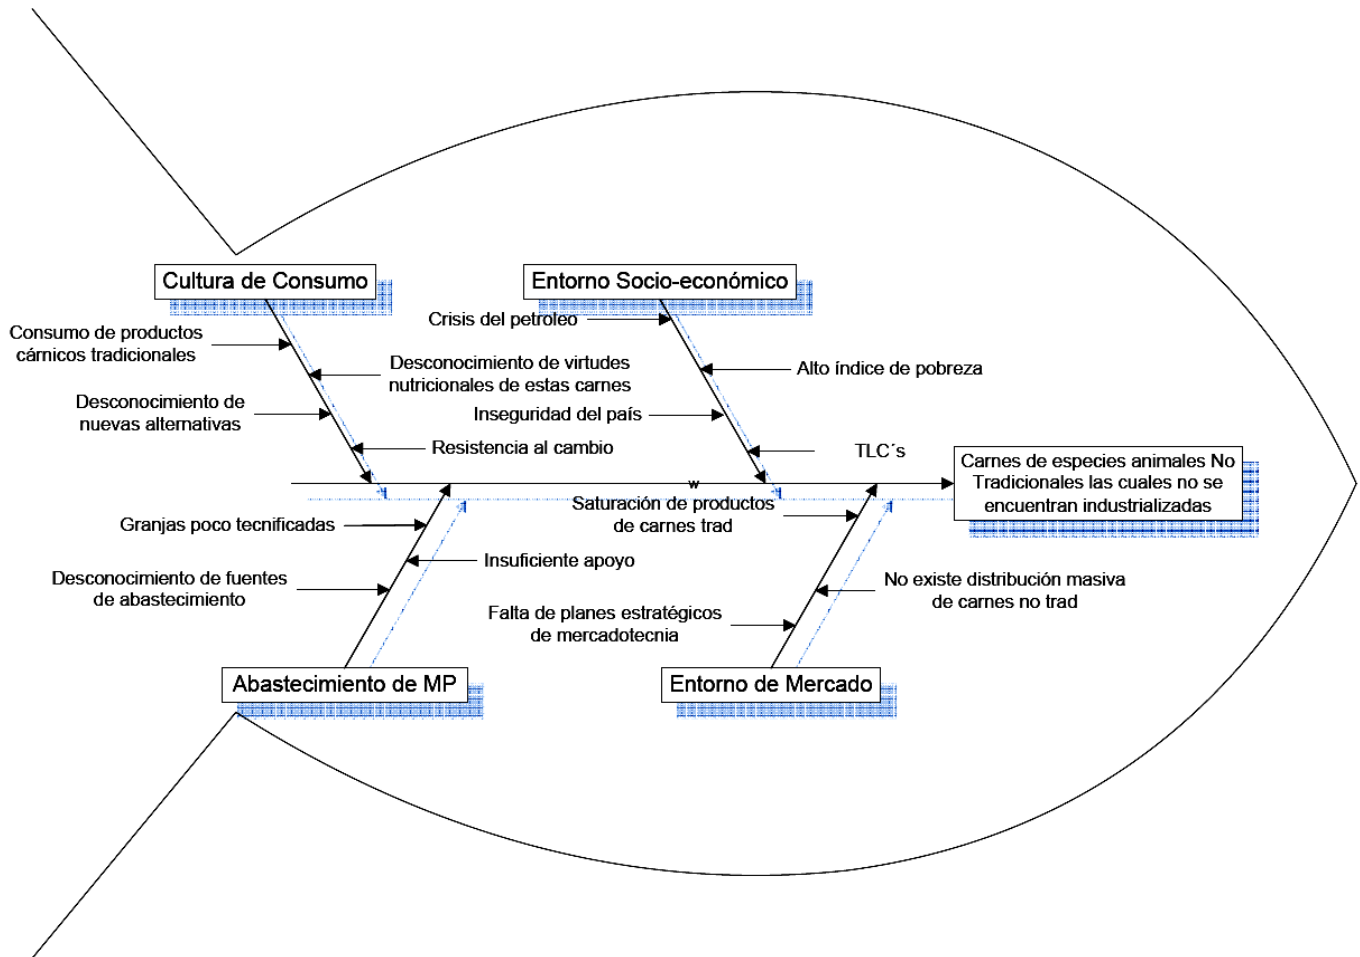 Cultura de Consumo
Entorno Socio-económico
Consumo de productos
cárnicos tradicionales
Crisis del petroleo
Desconocimiento de virtudes
nutricionales de estas carnes
Alto índice de pobreza
Desconocimiento de
nuevas alternativas
Inseguridad del país
Resistencia al cambio
TLC´s
Carnes de especies animales No
Tradicionales las cuales no se
encuentran industrializadas
w
Granjas poco tecnificadas
Saturación de productos
de carnes trad
Insuficiente apoyo
Desconocimiento de fuentes
de abastecimiento
No existe distribución masiva
de carnes no trad
Falta de planes estratégicos
de mercadotecnia
Abastecimiento de MP
Entorno de Mercado